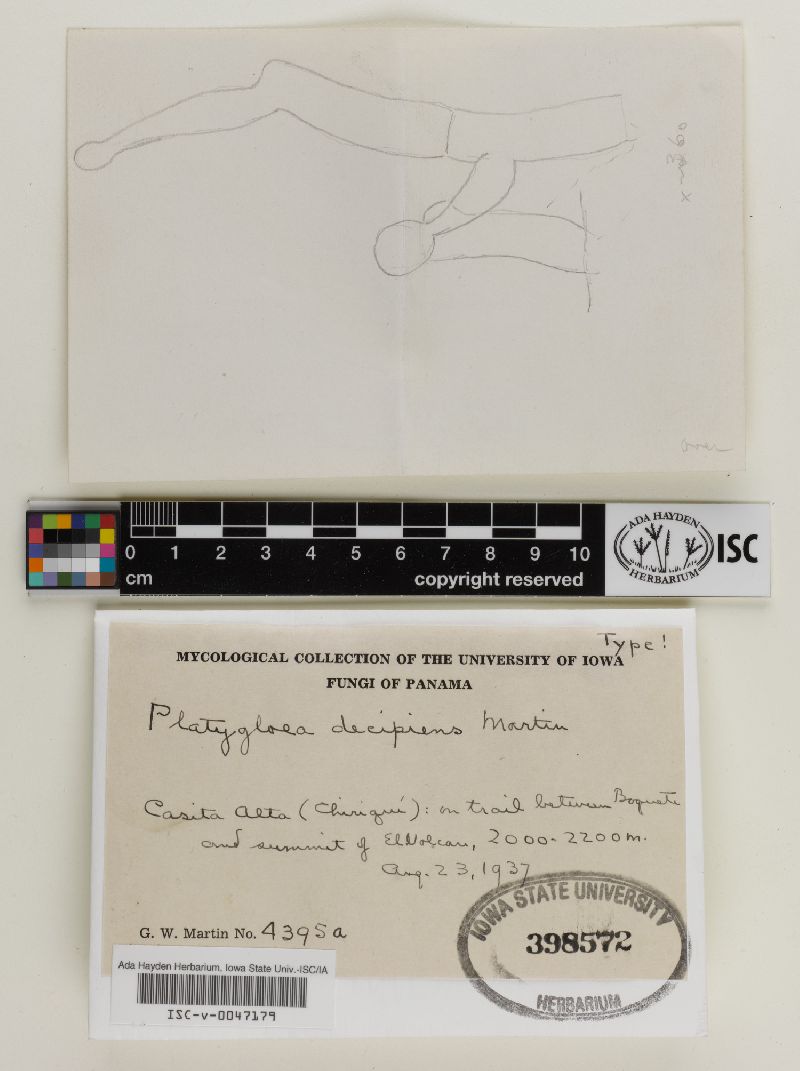 x 360
over
0 1 2 3 4 5 6 7 8 9 10
cm
copyright reserved
ADA HAYDEN
HERBARIUM
ISC
Type!
MYCOLOGICAL COLLECTION OF THE UNIVERSITY OF IOWA
FUNGI OF PANAMA
Platygloea decipiens Martin
Casita Alta (Chiriquí): on trail between Boquete
and summit of El Volcan, 2000-2200 m.
Aug. 23, 1937
G. W. Martin No. 4395a
IOWA STATE UNIVERSITY
398572
HERBARIUM
Ada Hayden Herbarium, Iowa State Univ.-ISC/IA
ISC-v-0047179